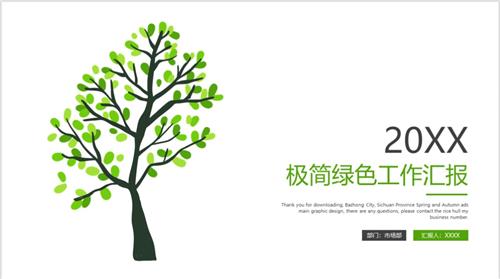 20XX
极简绿色工作汇报
Thank you for downloading, Bazhong City, Sichuan Province Spring and Autumn ads
main graphic design, there are any questions, please contact the rice hull my
business number.
部门：市场部 汇报人：XXXX